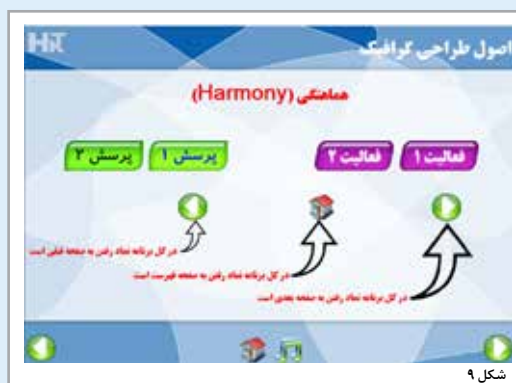 HiT
اصول طراحی گرافیک
هماهنگی (Harmony)
فعالیت ۱
فعالیت ۲
پرسش ۱
پرسش ۲
در کل برنامه نماد رفتن به صفحه قبلی است
در کل برنامه نماد رفتن به صفحه فهرست است
در کل برنامه نماد رفتن به صفحه بعدی است
شکل ۹